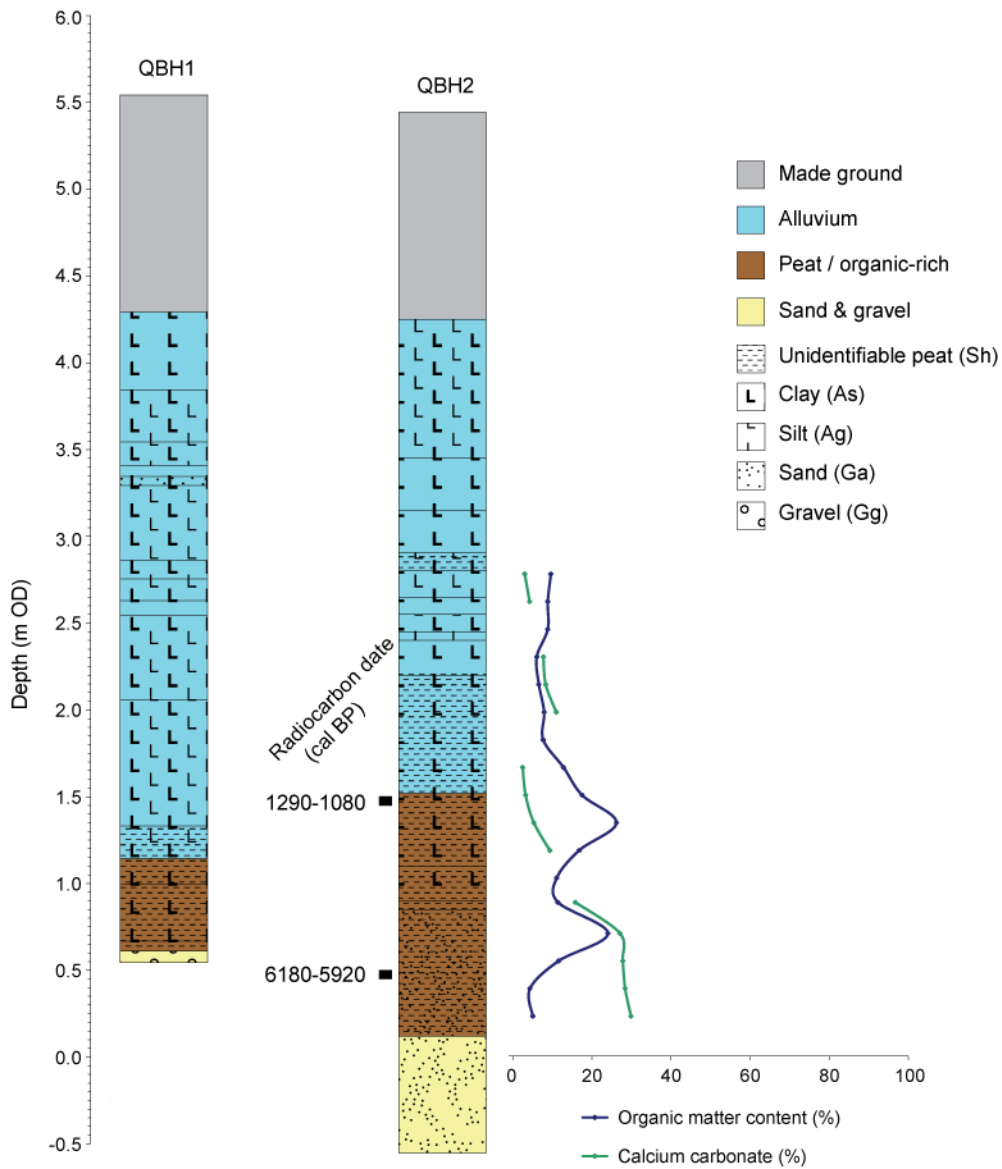 6.0
5.5
5.0
4.5
4.0
3.5
3.0
2.5
2.0
1.5
1.0
0.5
0.0
-0.5
Depth (m OD)
QBH1
QBH2
Radiocarbon date
(cal BP)
1290-1080
6180-5920
Made ground
Alluvium
Peat / organic-rich
Sand & gravel
Unidentifiable peat (Sh)
Clay (As)
Silt (Ag)
Sand (Ga)
Gravel (Gg)
0 20 40 60 80 100
Organic matter content (%)
Calcium carbonate (%)